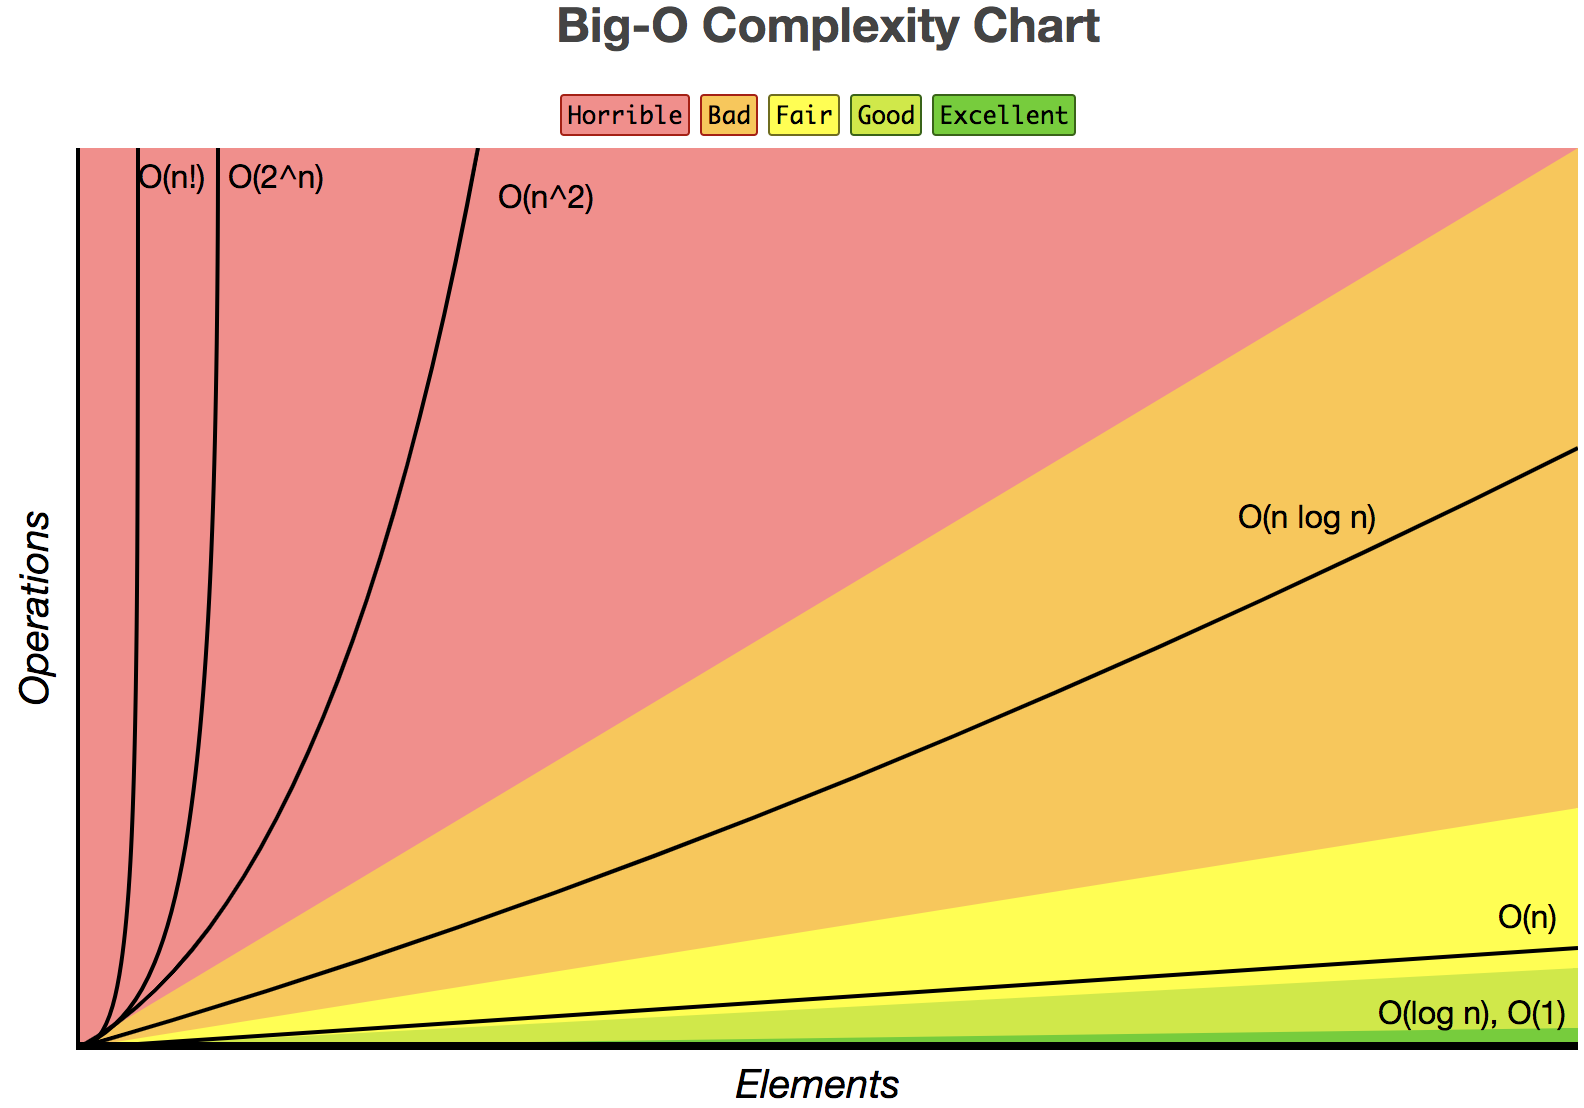 Big-O Complexity Chart
Horrible Bad Fair Good Excellent
O(n!) O(2^n)
O(n^2)
O(n log n)
Operations
O(n)
O(log n), O(1)
Elements